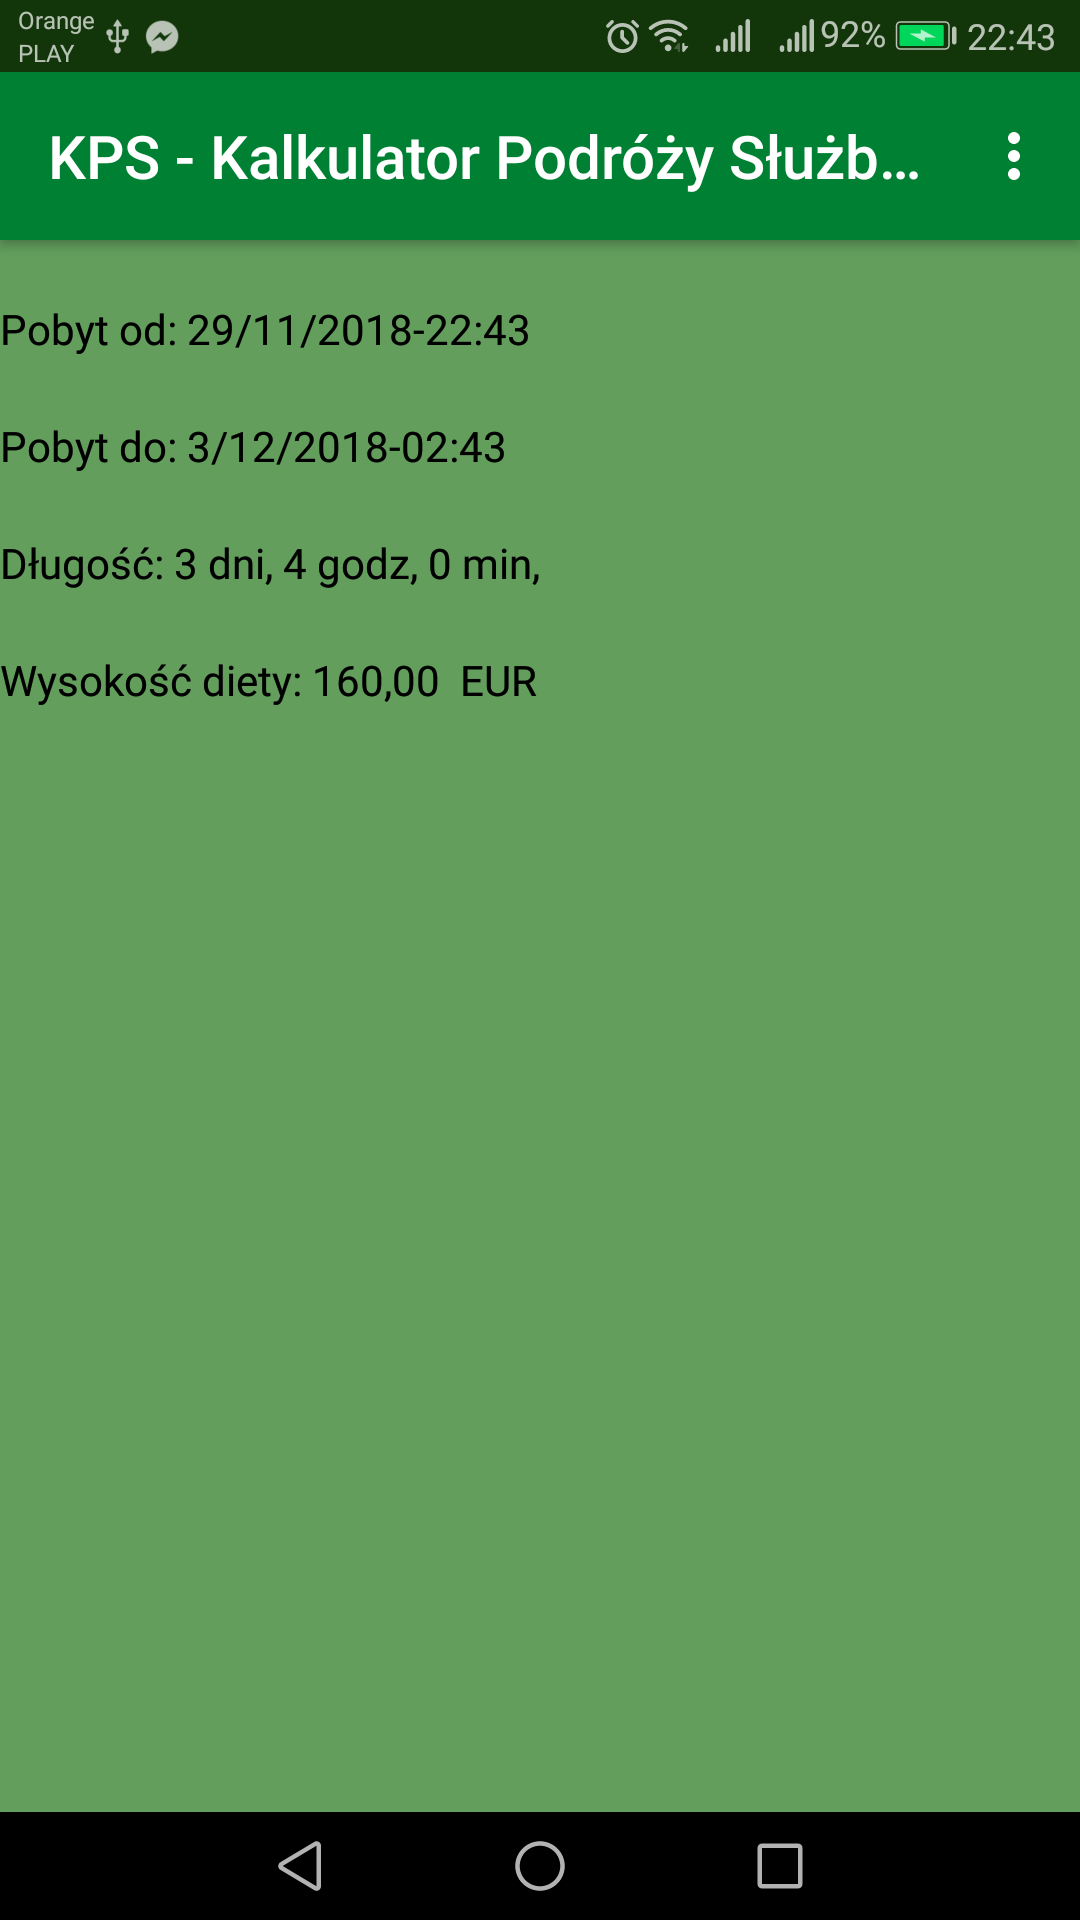 Orange
PLAY
92%
22:43
KPS - Kalkulator Podróży Służb...
Pobyt od: 29/11/2018-22:43
Pobyt do: 3/12/2018-02:43
Długość: 3 dni, 4 godz, 0 min,
Wysokość diety: 160,00 EUR